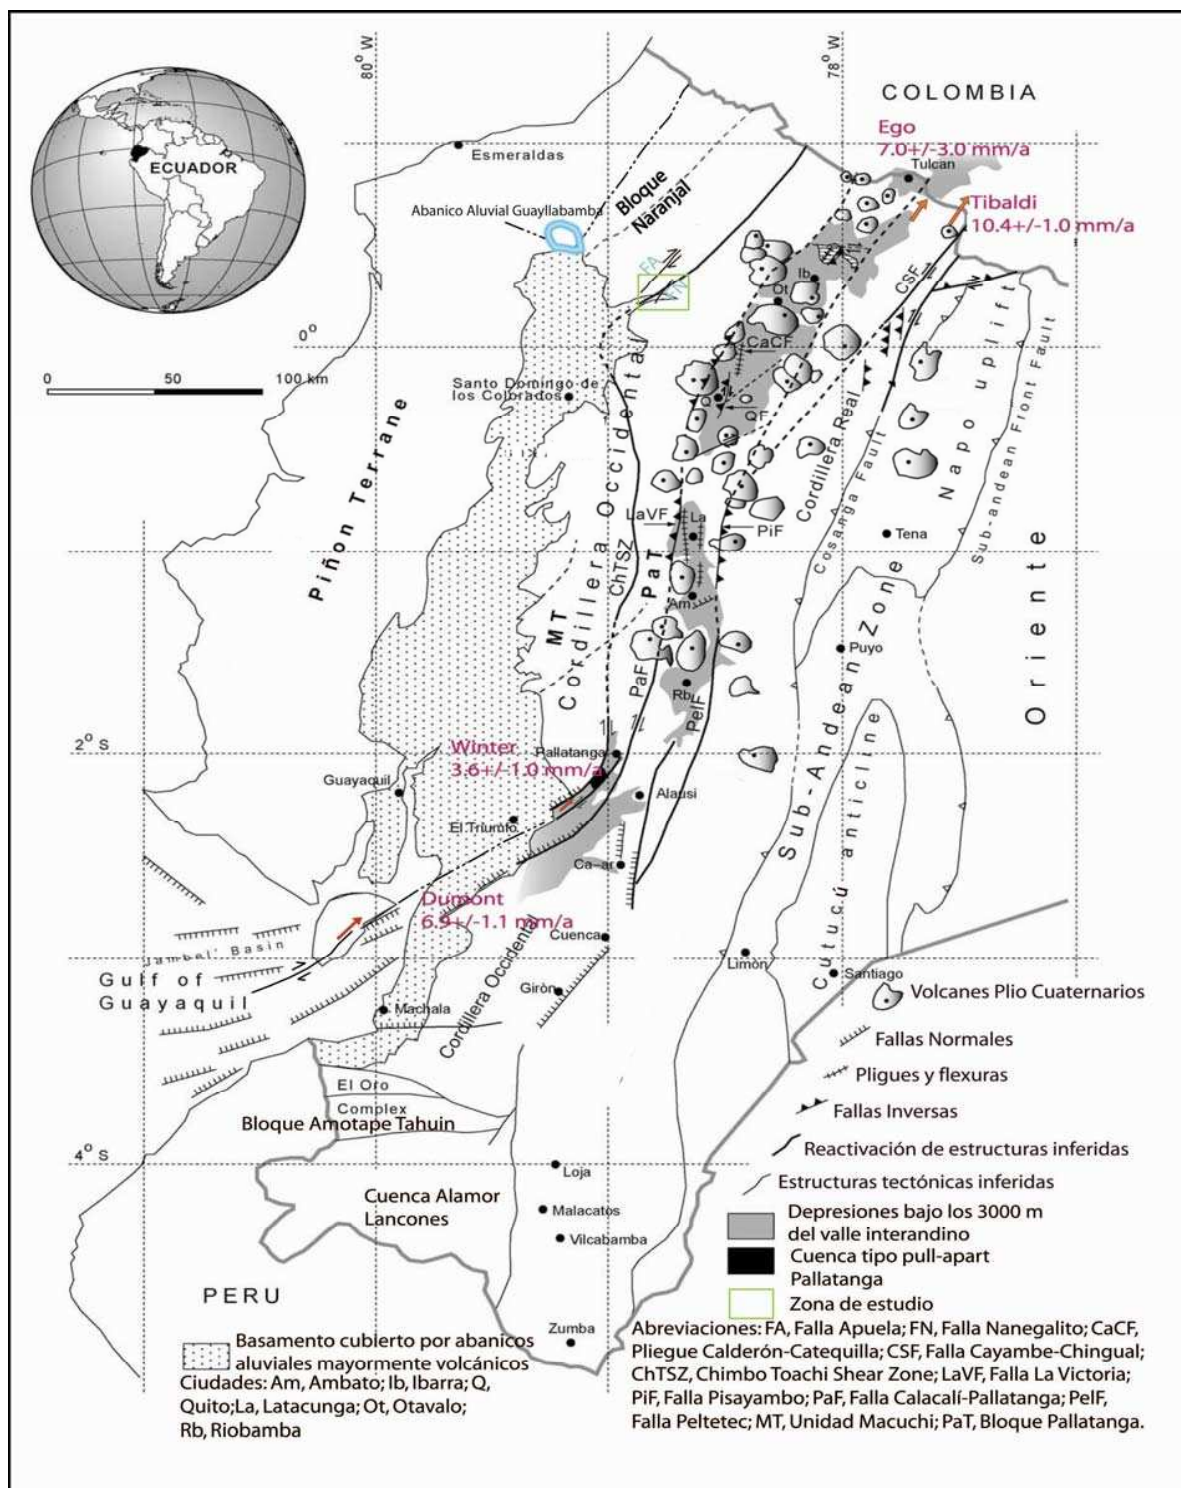 80° W
78° W
COLOMBIA
Ego
7.0+/-3.0 mm/a
Tulcan
Tibaldi
10.4+/-1.0 mm/a
ECUADOR
Esmeraldas
Abanico Aluvial Guayllabamba
Bloque
Naranjal
FA
FN
Ib
Ot
CSF
CaCF
0°
0 50 100 km
Santo Domingo de
los Colorados
Q
QF
Piñon Terrane
Cordillera Occidental
MT
ChTSZ
PaT
LaVF
La
PiF
Cordillera Real
Cosanga Fault
Napo uplift
Sub-andean Front Fault
Tena
Oriente
Am
Puyo
Sub-Andean Zone
PaF
Rb
PelF
2° S
Winter
3.6+/-1.0 mm/a
Pallatanga
Guayaquil
Alausi
El Triunfo
Ca-ar
Cutucú anticline
Dumont
6.9+/-1.1 mm/a
Cuenca
Jambel' Basin
Gulf of
Guayaquil
Limòn
Santiago
Giròn
Machala
Cordillera Occidental
Volcanes Plio Cuaternarios
Fallas Normales
Pligues y flexuras
Fallas Inversas
Reactivación de estructuras inferidas
Estructuras tectónicas inferidas
Depresiones bajo los 3000 m
del valle interandino
Cuenca tipo pull-apart
Pallatanga
Zona de estudio
El Oro
Complex
Bloque Amotape Tahuin
4° S
Loja
Cuenca Alamor
Lancones
Malacatos
Vilcabamba
PERU
Zumba
Basamento cubierto por abanicos
aluviales mayormente volcánicos
Ciudades: Am, Ambato; Ib, Ibarra; Q,
Quito;La, Latacunga; Ot, Otavalo;
Rb, Riobamba
Abreviaciones: FA, Falla Apuela; FN, Falla Nanegalito; CaCF,
Pliegue Calderón-Catequilla; CSF, Falla Cayambe-Chingual;
ChTSZ, Chimbo Toachi Shear Zone; LaVF, Falla La Victoria;
PiF, Falla Pisayambo; PaF, Falla Calacalí-Pallatanga; PelF,
Falla Peltetec; MT, Unidad Macuchi; PaT, Bloque Pallatanga.